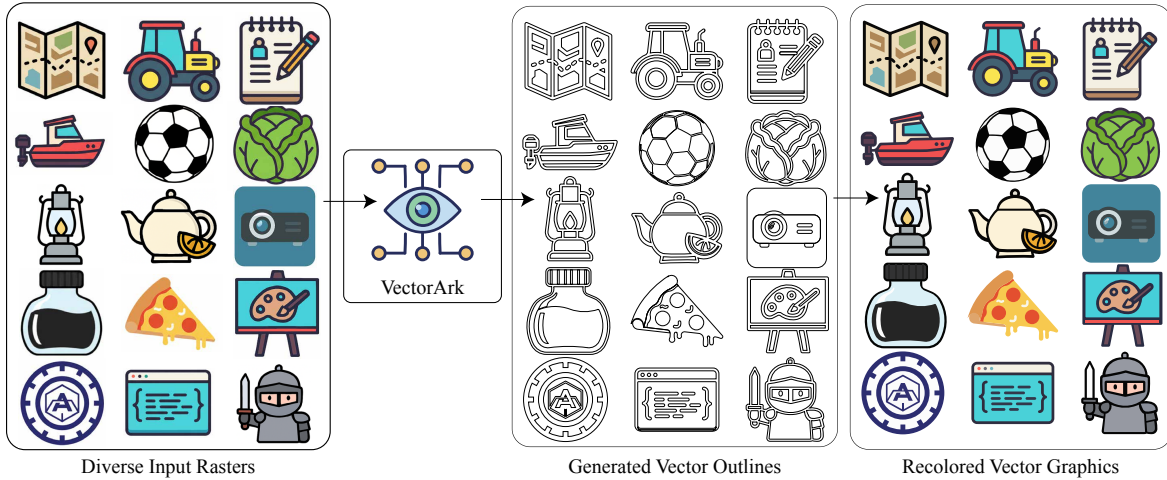 VectorArk
Diverse Input Rasters
Generated Vector Outlines
Recolored Vector Graphics